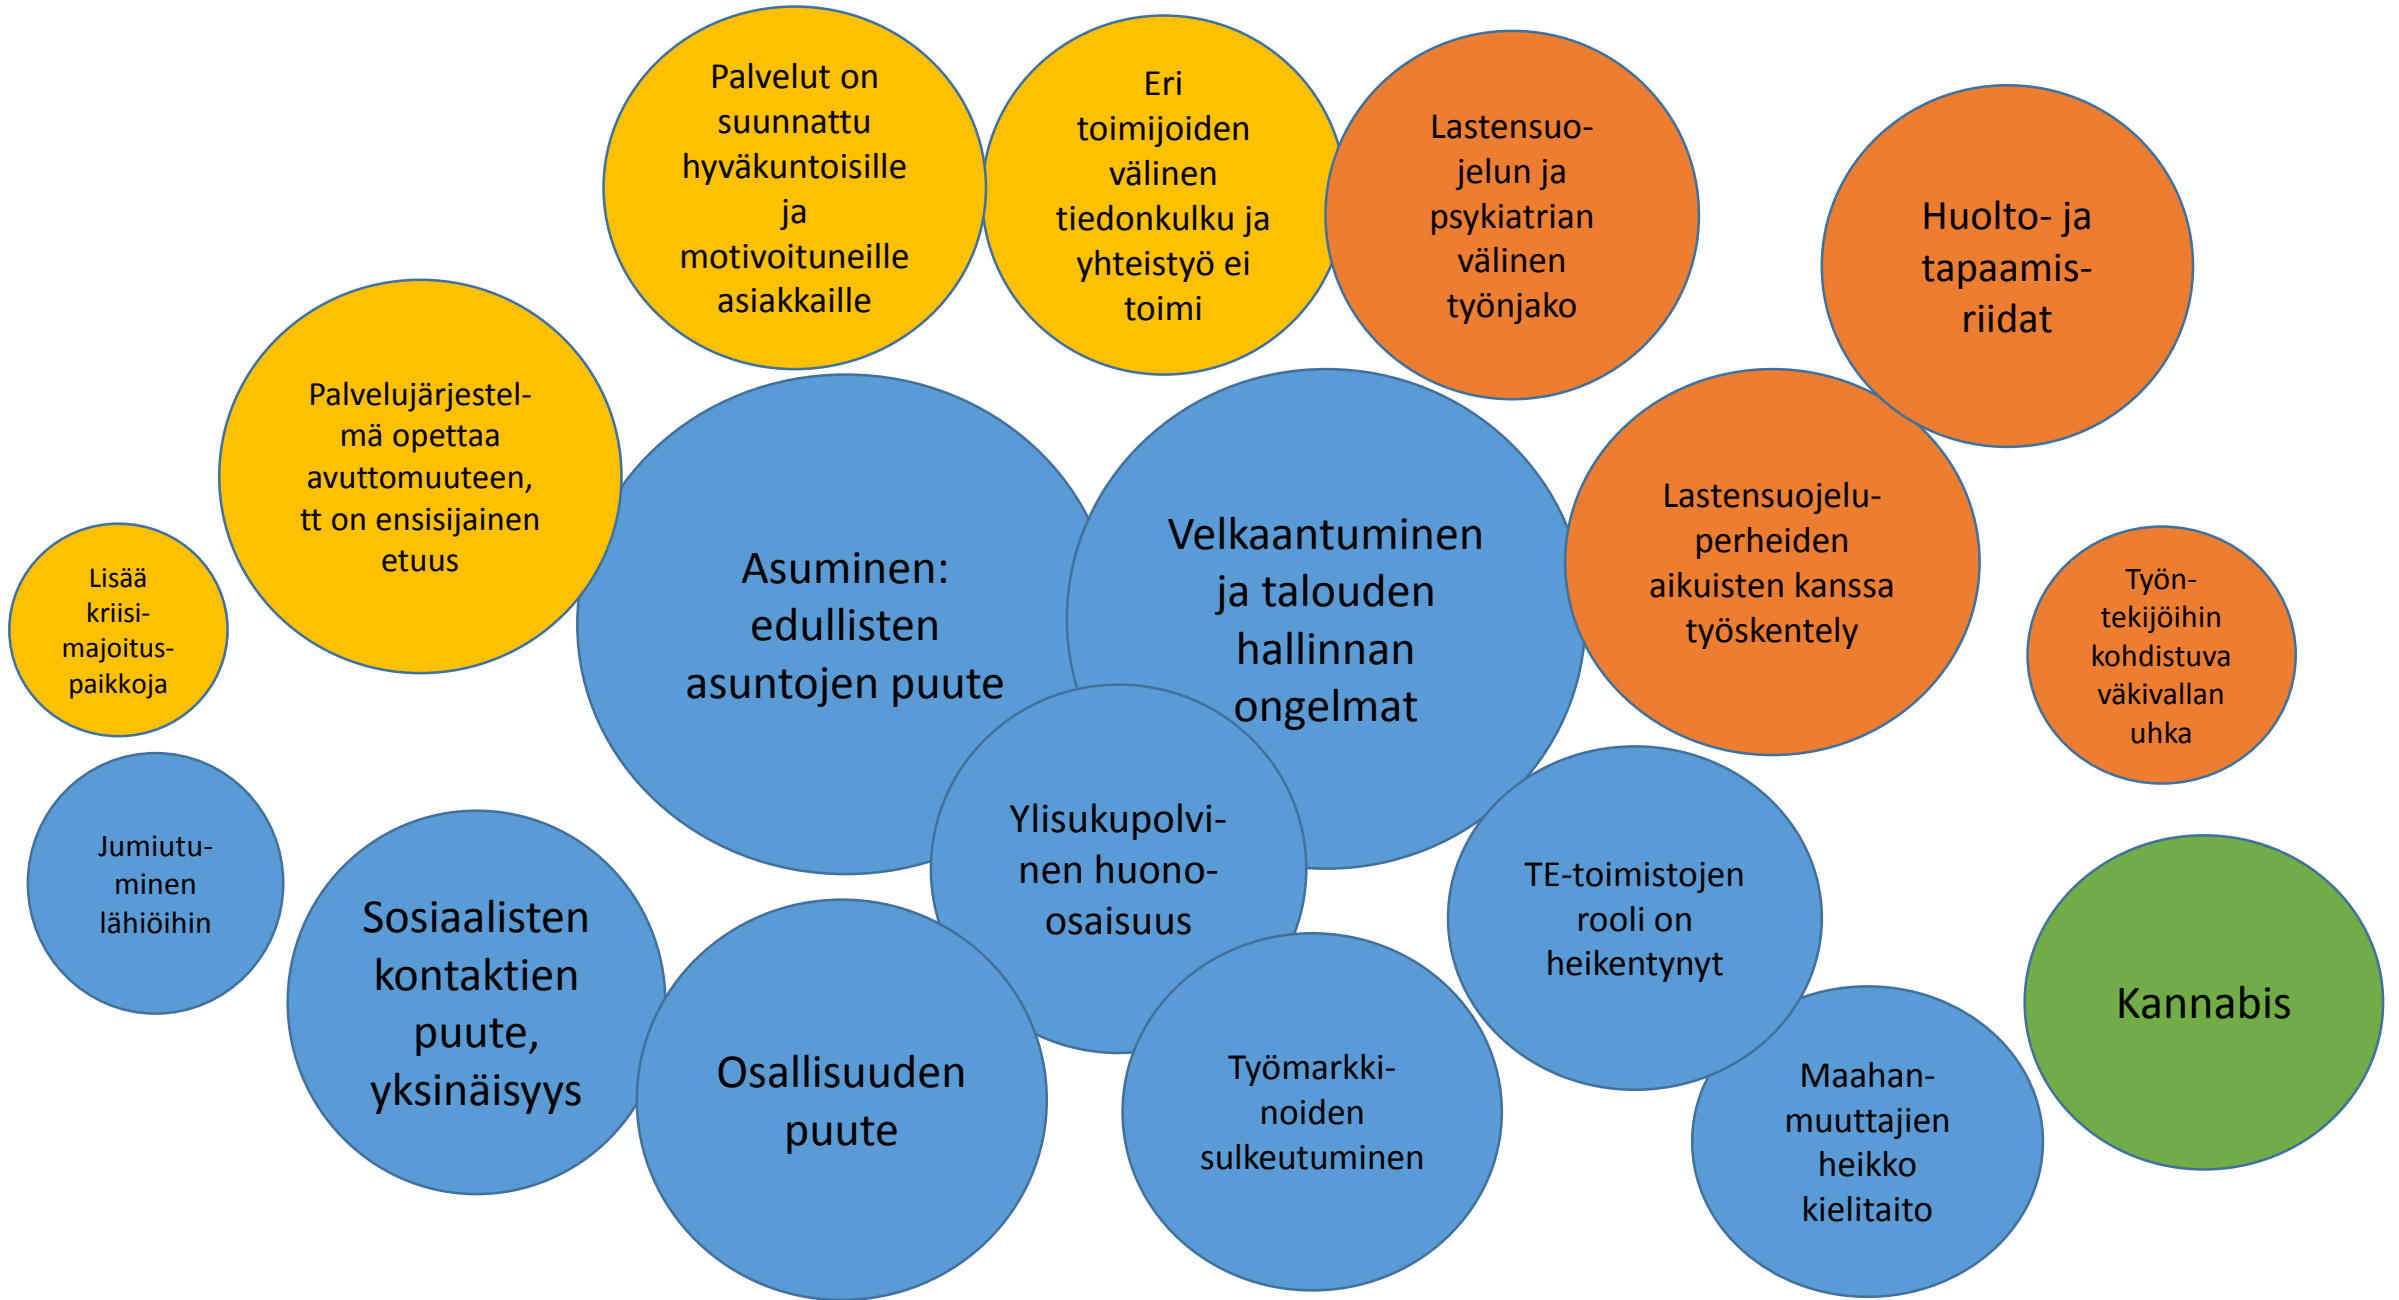 Palvelut on
suunnattu
hyväkuntoisille
ja
motivoituneille
asiakkaille
Eri
toimijoiden
välinen
tiedonkulku ja
yhteistyö ei
toimi
Lastensuo-
jelun ja
psykiatrian
välinen
työnjako
Huolto- ja
tapaamis-
riidat
Palvelujärjestel-
mä opettaa
avuttomuuteen,
tt on ensisijainen
etuus
Lisää
kriisi-
majoitus-
paikkoja
Asuminen:
edullisten
asuntojen puute
Velkaantuminen
ja talouden
hallinnan
ongelmat
Lastensuojelu-
perheiden
aikuisten kanssa
työskentely
Työn-
tekijöihin
kohdistuva
väkivallan
uhka
Jumiutu-
minen
lähiöihin
Sosiaalisten
kontaktien
puute,
yksinäisyys
Osallisuuden
puute
Ylisukupolvi-
nen huono-
osaisuus
Työmarkki-
noiden
sulkeutuminen
TE-toimistojen
rooli on
heikentynyt
Maahan-
muuttajien
heikko
kielitaito
Kannabis